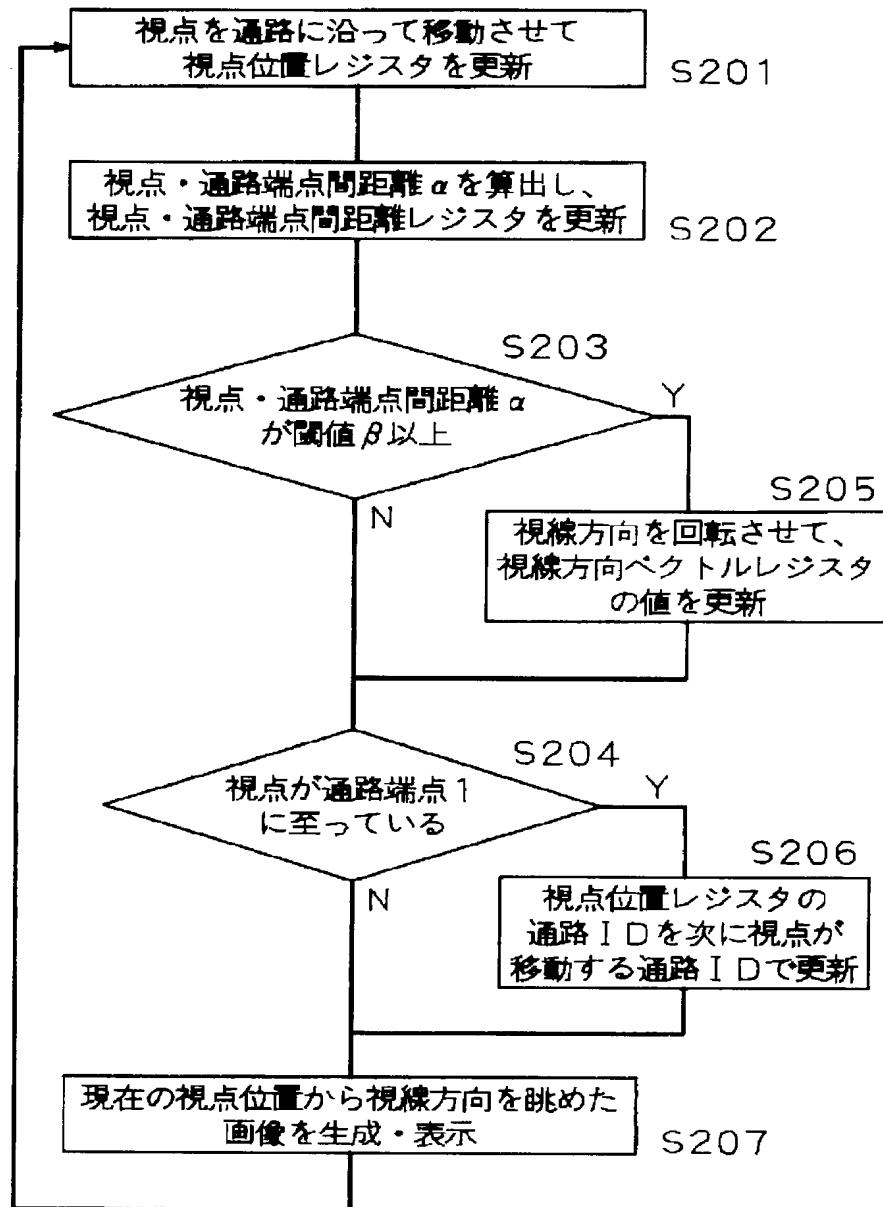 視点を通路に沿って移動させて
視点位置レジスタを更新
S201
視点・通路端点間距離αを算出し、
視点・通路端点間距離レジスタを更新
S202
S203
視点・通路端点間距離α
が閾値β以上
Y
N
S205
視線方向を回転させて、
視線方向ベクトルレジスタ
の値を更新
S204
視点が通路端点1
に至っている
Y
N
S206
視点位置レジスタの
通路IDを次に視点が
移動する通路IDで更新
現在の視点位置から視線方向を眺めた
画像を生成・表示
S207